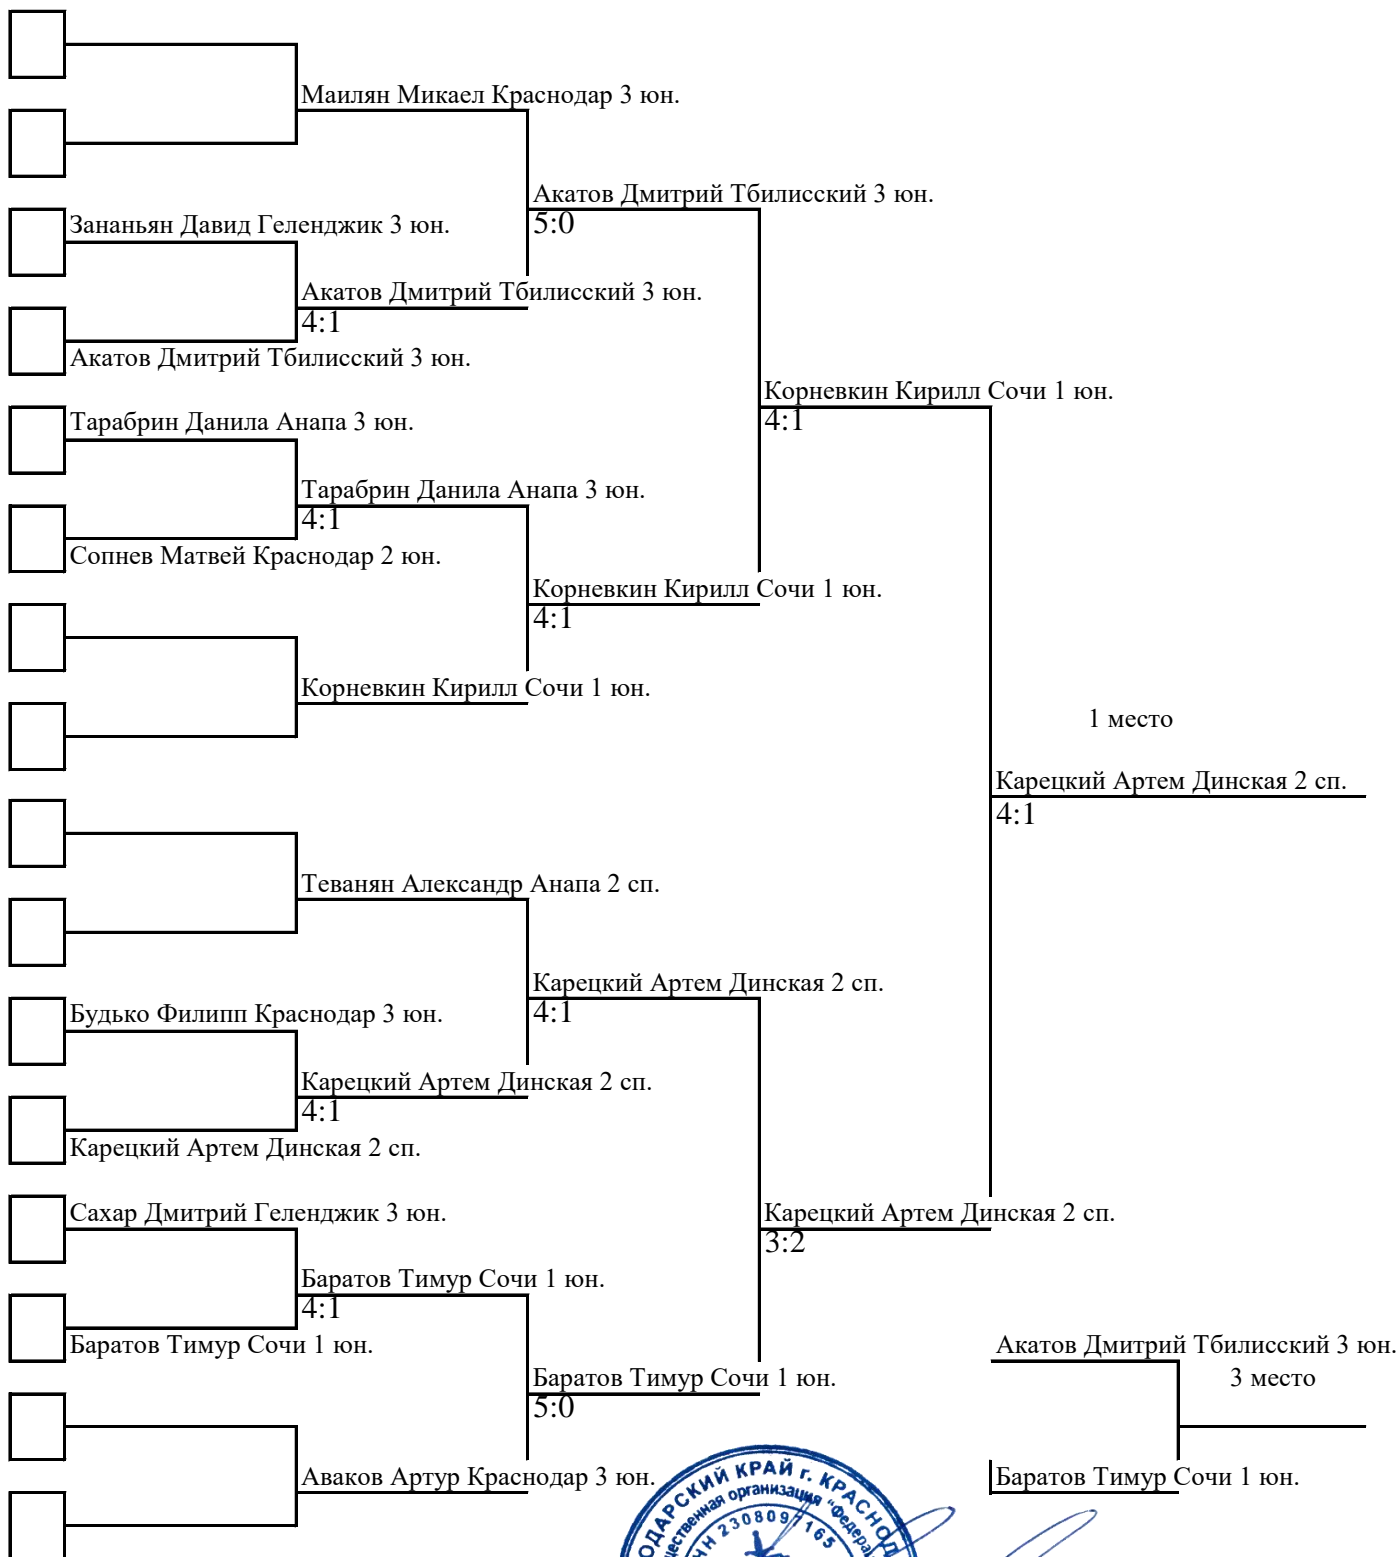 Маилян Микаел Краснодар 3 юн.
Акатов Дмитрий Тбилисский 3 юн.
5:0
Зананьян Давид Геленджик 3 юн.
Акатов Дмитрий Тбилисский 3 юн.
4:1
Акатов Дмитрий Тбилисский 3 юн.
Корневкин Кирилл Сочи 1 юн.
4:1
Тарабрин Данила Анапа 3 юн.
Тарабрин Данила Анапа 3 юн.
4:1
Сопнев Матвей Краснодар 2 юн.
Корневкин Кирилл Сочи 1 юн.
4:1
Корневкин Кирилл Сочи 1 юн.
1 место
Карецкий Артем Динская 2 сп.
4:1
Теванян Александр Анапа 2 сп.
Карецкий Артем Динская 2 сп.
4:1
Будько Филипп Краснодар 3 юн.
Карецкий Артем Динская 2 сп.
4:1
Карецкий Артем Динская 2 сп.
Сахар Дмитрий Геленджик 3 юн.
Карецкий Артем Динская 2 сп.
3:2
Баратов Тимур Сочи 1 юн.
4:1
Баратов Тимур Сочи 1 юн.
Акатов Дмитрий Тбилисский 3 юн.
3 место
Баратов Тимур Сочи 1 юн.
5:0
Аваков Артур Краснодар 3 юн.
Баратов Тимур Сочи 1 юн.
КРАЙ г.
организация
2308097165